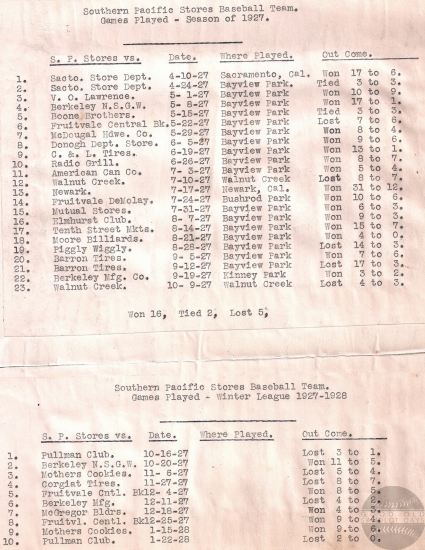 Southern Pacific Stores Baseball Team.
Games Played - Season of 1927.
S. P. Stores vs. Date. Where Played. Out Come.
1. Sacto. Store Dept. 4-10-27 Sacramento, Cal. Won 17 to 6.
2. Sacto. Store Dept. 4-24-27 Bayview Park. Tied 3 to 3.
3. V. O. Lawrence. 5- 1-27 Bayview Park Won 10 to 9.
4. Berkeley N.S.G.W. 5- 8-27 Bayview Park Won 17 to 1.
5. Boone Brothers. 5-15-27 Bayview Park Tied 3 to 3.
6. Fruitvale Central Bk. 5-22-27 Bayview Park Lost 7 to 6.
7. McDougal Hdwe. Co. 5-29-27 Bayview Park Won 8 to 4.
8. Donogh Dept. Store. 6- 5-27 Bayview Park Won 9 to 6.
9. C. & L. Tires. 6-19-27 Bayview Park Won 13 to 1.
10. Radio Grill. 6-26-27 Bayview Park Won 8 to 7.
11. American Can Co. 7- 3-27 Bayview Park Won 5 to 4.
12. Walnut Creek. 7-10-27 Walnut Creek Lost 8 to 7.
13. Newark. 7-17-27 Newark, Cal. Won 31 to 12.
14. Fruitvale DeMolay. 7-24-27 Bushrod Park Won 10 to 6.
15. Mutual Stores. 7-31-27 Bayview Park Won 6 to 3.
16. Elmhurst Club. 8- 7-27 Bayview Park Won 9 to 3.
17. Tenth Street Mkts. 8-14-27 Bayview Park Won 15 to 7.
18. Moore Billiards. 8-21-27 Bayview Park Won 4 to 0.
19. Piggly Wiggly. 8-28-27 Bayview Park Lost 14 to 3.
20. Barron Tires. 9- 5-27 Bayview Park Won 7 to 6.
21. Barron Tires. 9-12-27 Bayview Park Lost 17 to 3.
22. Berkeley Mfg. Co. 9-19-27 Kinney Park Won 3 to 2.
23. Walnut Creek. 10- 9-27 Walnut Creek Lost 4 to 3.
Won 16, Tied 2, Lost 5,
Southern Pacific Stores Baseball Team.
Games Played - Winter League 1927-1928
S. P. Stores vs. Date. Where Played. Out Come.
1. Pullman Club. 10-16-27 Lost 3 to 1.
2. Berkeley N.S.G.W. 10-20-27 Won 11 to 5.
3. Mothers Cookies. 11- 6-27 Lost 5 to 4.
4. Corgiat Tires. 11-27-27 Lost 8 to 7.
5. Fruitvale Cntl. Bk12- 4-27 Won 8 to 5.
6. Berkeley Mfg. 12-11-27 Lost 4 to 2.
7. McGregor Bldrs. 12-18-27 Won 4 to 3.
8. Fruitvl. Centl. Bk12-25-27 Won 9 to 4.
9. Mothers Cookies. 1-15-28 Won 9 to 6.
10. Pullman Club. 1-22-28 Lost 2 to 0.